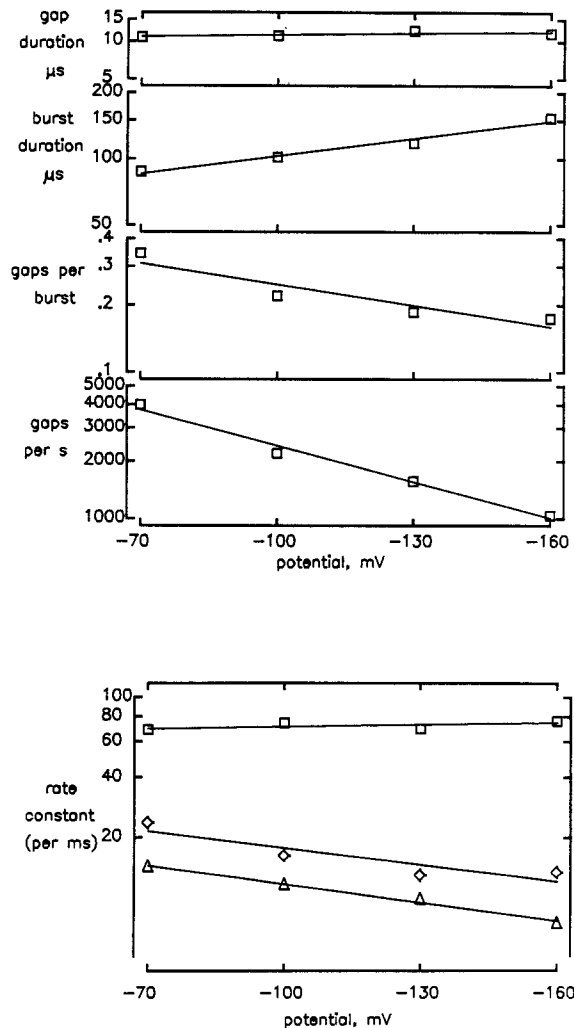 gap
duration
μs
15
10
5
burst
duration
μs
200
150
100
50
gaps per
burst
.4
.3
.2
.1
gaps
per s
5000
4000
3000
2000
1000
-70 -100 -130 -160
potential, mV
rate
constant
(per ms)
100
80
60
40
20
-70 -100 -130 -160
potential, mV